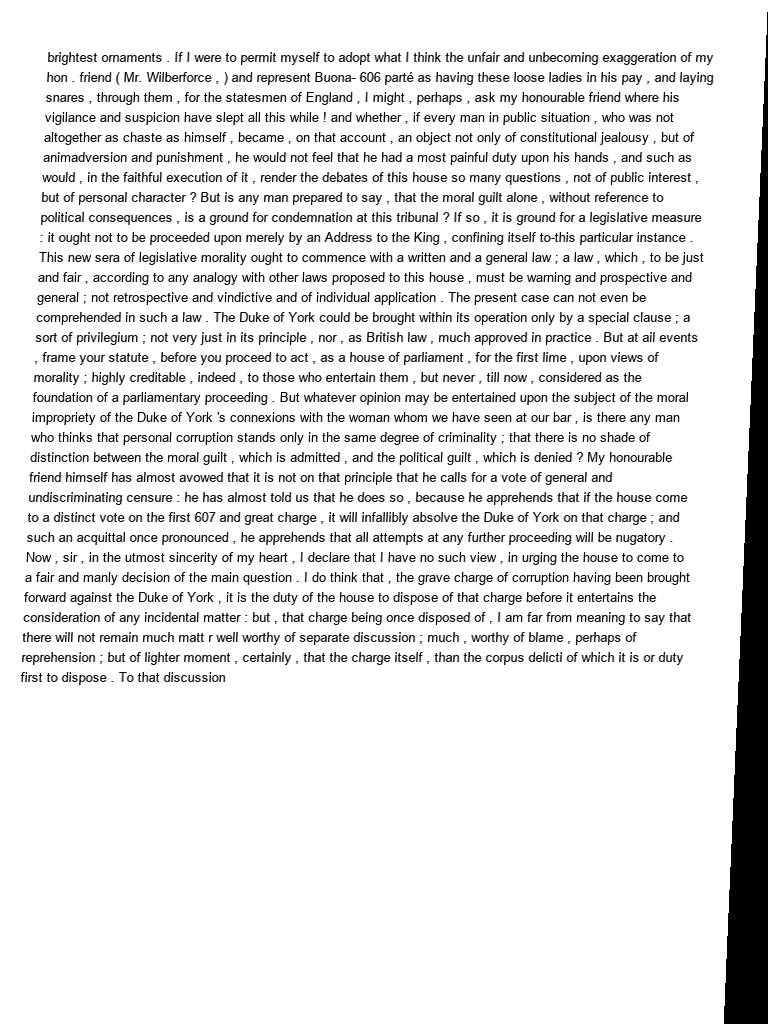 brightest ornaments . If I were to permit myself to adopt what I think the unfair and unbecoming exaggeration of my
hon . friend ( Mr. Wilberforce , ) and represent Buona- 606 parté as having these loose ladies in his pay , and laying
snares , through them , for the statesmen of England , I might , perhaps , ask my honourable friend where his
vigilance and suspicion have slept all this while ! and whether , if every man in public situation , who was not
altogether as chaste as himself , became , on that account , an object not only of constitutional jealousy , but of
animadversion and punishment , he would not feel that he had a most painful duty upon his hands , and such as
would , in the faithful execution of it , render the debates of this house so many questions , not of public interest ,
but of personal character ? But is any man prepared to say , that the moral guilt alone , without reference to
political consequences , is a ground for condemnation at this tribunal ? If so , it is ground for a legislative measure
: it ought not to be proceeded upon merely by an Address to the King , confining itself to-this particular instance .
This new sera of legislative morality ought to commence with a written and a general law ; a law , which , to be just
and fair , according to any analogy with other laws proposed to this house , must be warning and prospective and
general ; not retrospective and vindictive and of individual application . The present case can not even be
comprehended in such a law . The Duke of York could be brought within its operation only by a special clause ; a
sort of privilegium ; not very just in its principle , nor , as British law , much approved in practice . But at ail events
, frame your statute , before you proceed to act , as a house of parliament , for the first lime , upon views of
morality ; highly creditable , indeed , to those who entertain them , but never , till now , considered as the
foundation of a parliamentary proceeding . But whatever opinion may be entertained upon the subject of the moral
impropriety of the Duke of York 's connexions with the woman whom we have seen at our bar , is there any man
who thinks that personal corruption stands only in the same degree of criminality ; that there is no shade of
distinction between the moral guilt , which is admitted , and the political guilt , which is denied ? My honourable
friend himself has almost avowed that it is not on that principle that he calls for a vote of general and
undiscriminating censure : he has almost told us that he does so , because he apprehends that if the house come
to a distinct vote on the first 607 and great charge , it will infallibly absolve the Duke of York on that charge ; and
such an acquittal once pronounced , he apprehends that all attempts at any further proceeding will be nugatory .
Now , sir , in the utmost sincerity of my heart , I declare that I have no such view , in urging the house to come to
a fair and manly decision of the main question . I do think that , the grave charge of corruption having been brought
forward against the Duke of York , it is the duty of the house to dispose of that charge before it entertains the
consideration of any incidental matter : but , that charge being once disposed of , I am far from meaning to say that
there will not remain much matt r well worthy of separate discussion ; much , worthy of blame , perhaps of
reprehension ; but of lighter moment , certainly , that the charge itself , than the corpus delicti of which it is or duty
first to dispose . To that discussion